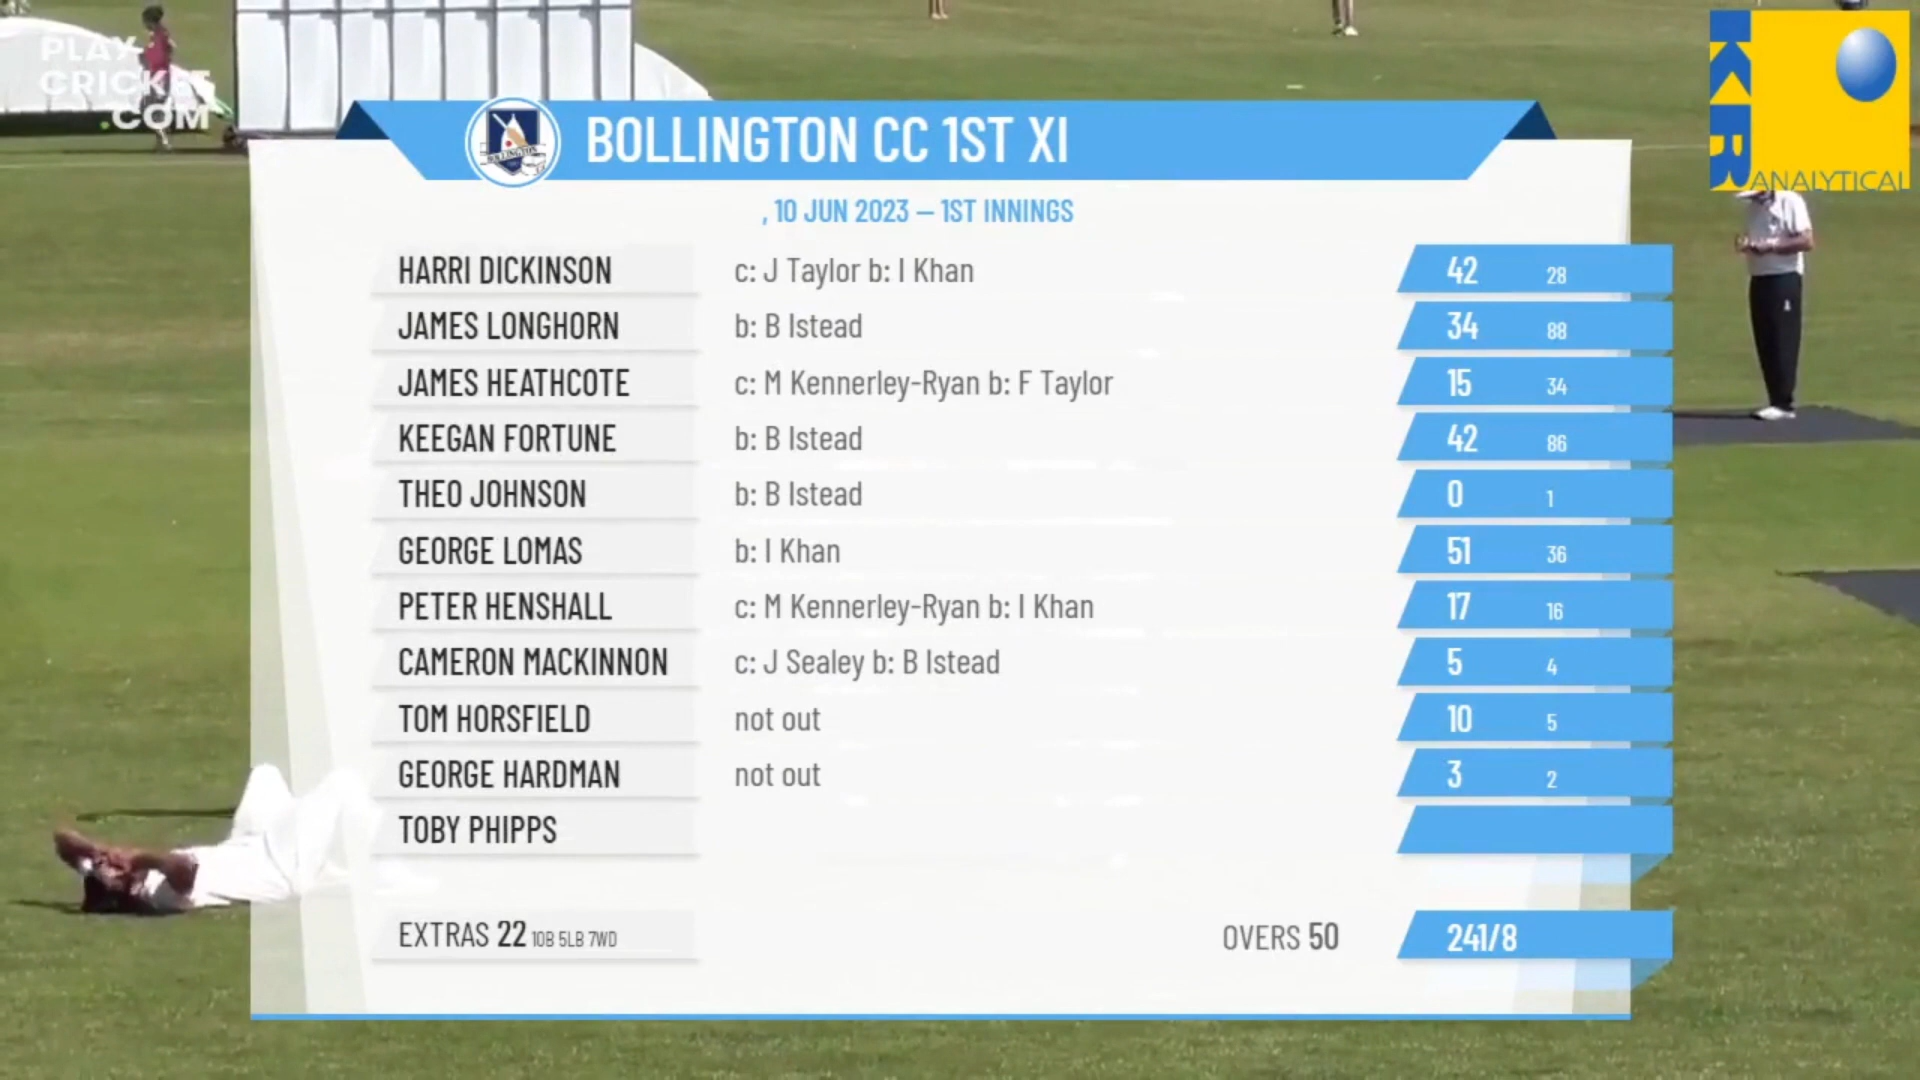 PLAY-
CRICKET
.COM
KR
ANALYTICAL
BOLLINGTON
BOLLINGTON CC 1ST XI
, 10 JUN 2023 – 1ST INNINGS
HARRI DICKINSON c: J Taylor b: I Khan 42 28
JAMES LONGHORN b: B Istead 34 88
JAMES HEATHCOTE c: M Kennerley-Ryan b: F Taylor 15 34
KEEGAN FORTUNE b: B Istead 42 86
THEO JOHNSON b: B Istead 0 1
GEORGE LOMAS b: I Khan 51 36
PETER HENSHALL c: M Kennerley-Ryan b: I Khan 17 16
CAMERON MACKINNON c: J Sealey b: B Istead 5 4
TOM HORSFIELD not out 10 5
GEORGE HARDMAN not out 3 2
TOBY PHIPPS
EXTRAS 22 10B 5LB 7WD OVERS 50 241/8